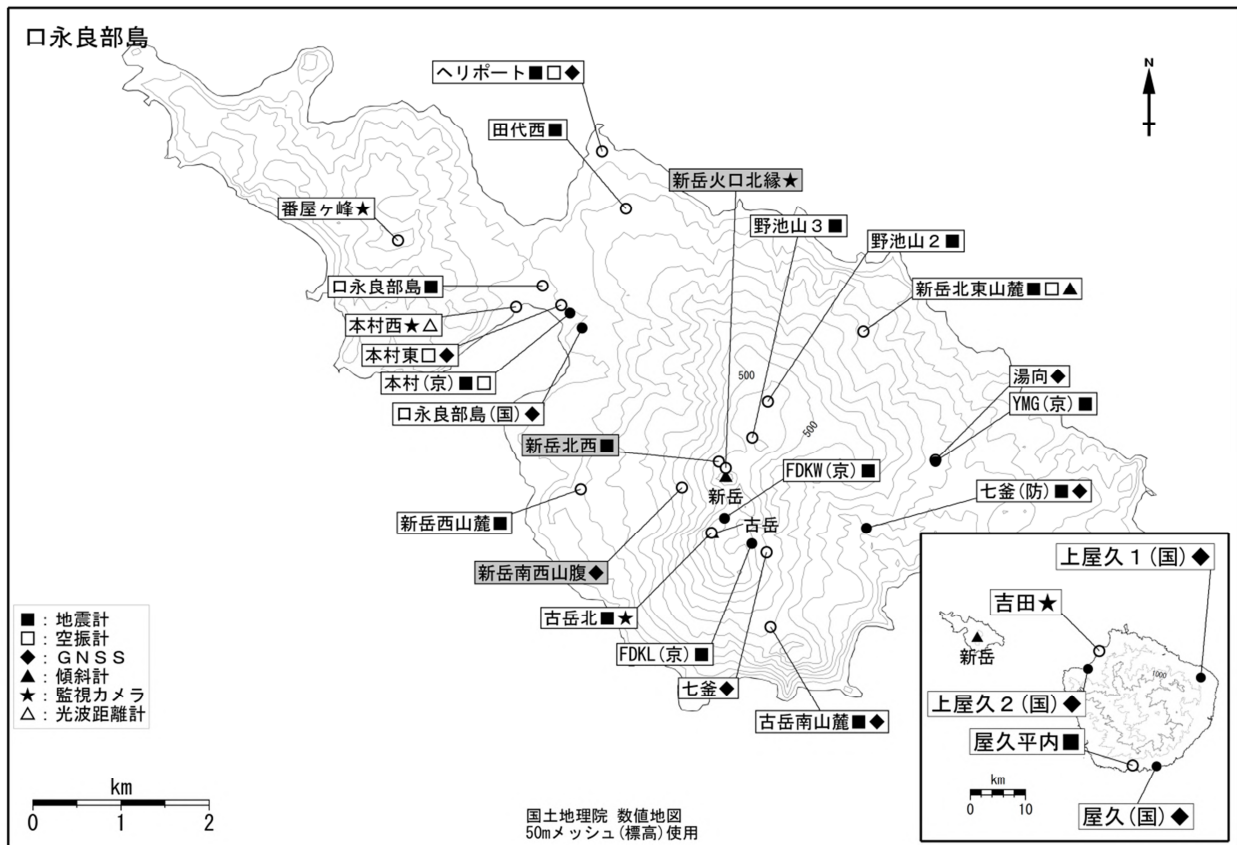 口永良部島
N
ヘリポート■□◆
田代西■
新岳火口北縁★
番屋ヶ峰★
野池山3■
野池山2■
口永良部島■
新岳北東山麓■□▲
本村西★△
本村東□◆
本村(京)■□
口永良部島(国)◆
500
500
湯向◆
YMG(京)■
新岳北西■
FDKW(京)■
新岳
七釜(防)■◆
新岳西山麓■
古岳
新岳南西山腹◆
古岳北■★
FDKL(京)■
七釜◆
古岳南山麓■◆
■：地震計
□：空振計
◆：GNSS
▲：傾斜計
★：監視カメラ
△：光波距離計
km
0 1 2
国土地理院 数値地図
50mメッシュ(標高)使用
上屋久1(国)◆
吉田★
新岳
1000
上屋久2(国)◆
屋久平内■
km
0 10
屋久(国)◆